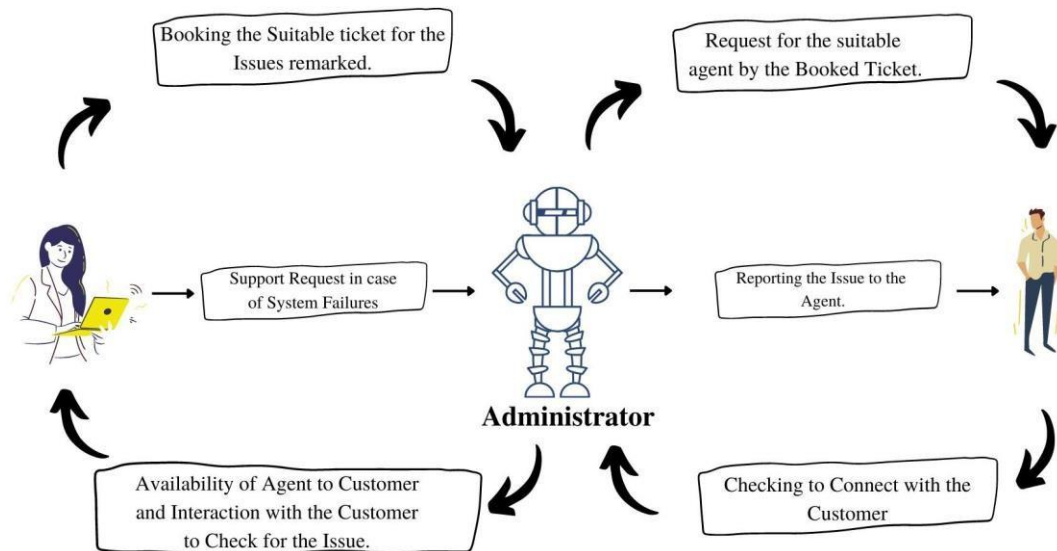 Booking the Suitable ticket for the
Issues remarked.
Request for the suitable
agent by the Booked Ticket.
Support Request in case
of System Failures
Reporting the Issue to the
Agent.
Administrator
Availability of Agent to Customer
and Interaction with the Customer
to Check for the Issue.
Checking to Connect with the
Customer